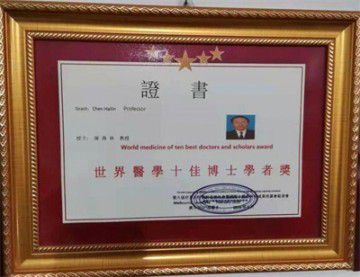 證書
Grant: Chen Hailin Professor
授予: 陳海林 教授
World medicine of ten best doctors and scholars award
世界醫學十佳博士學者獎